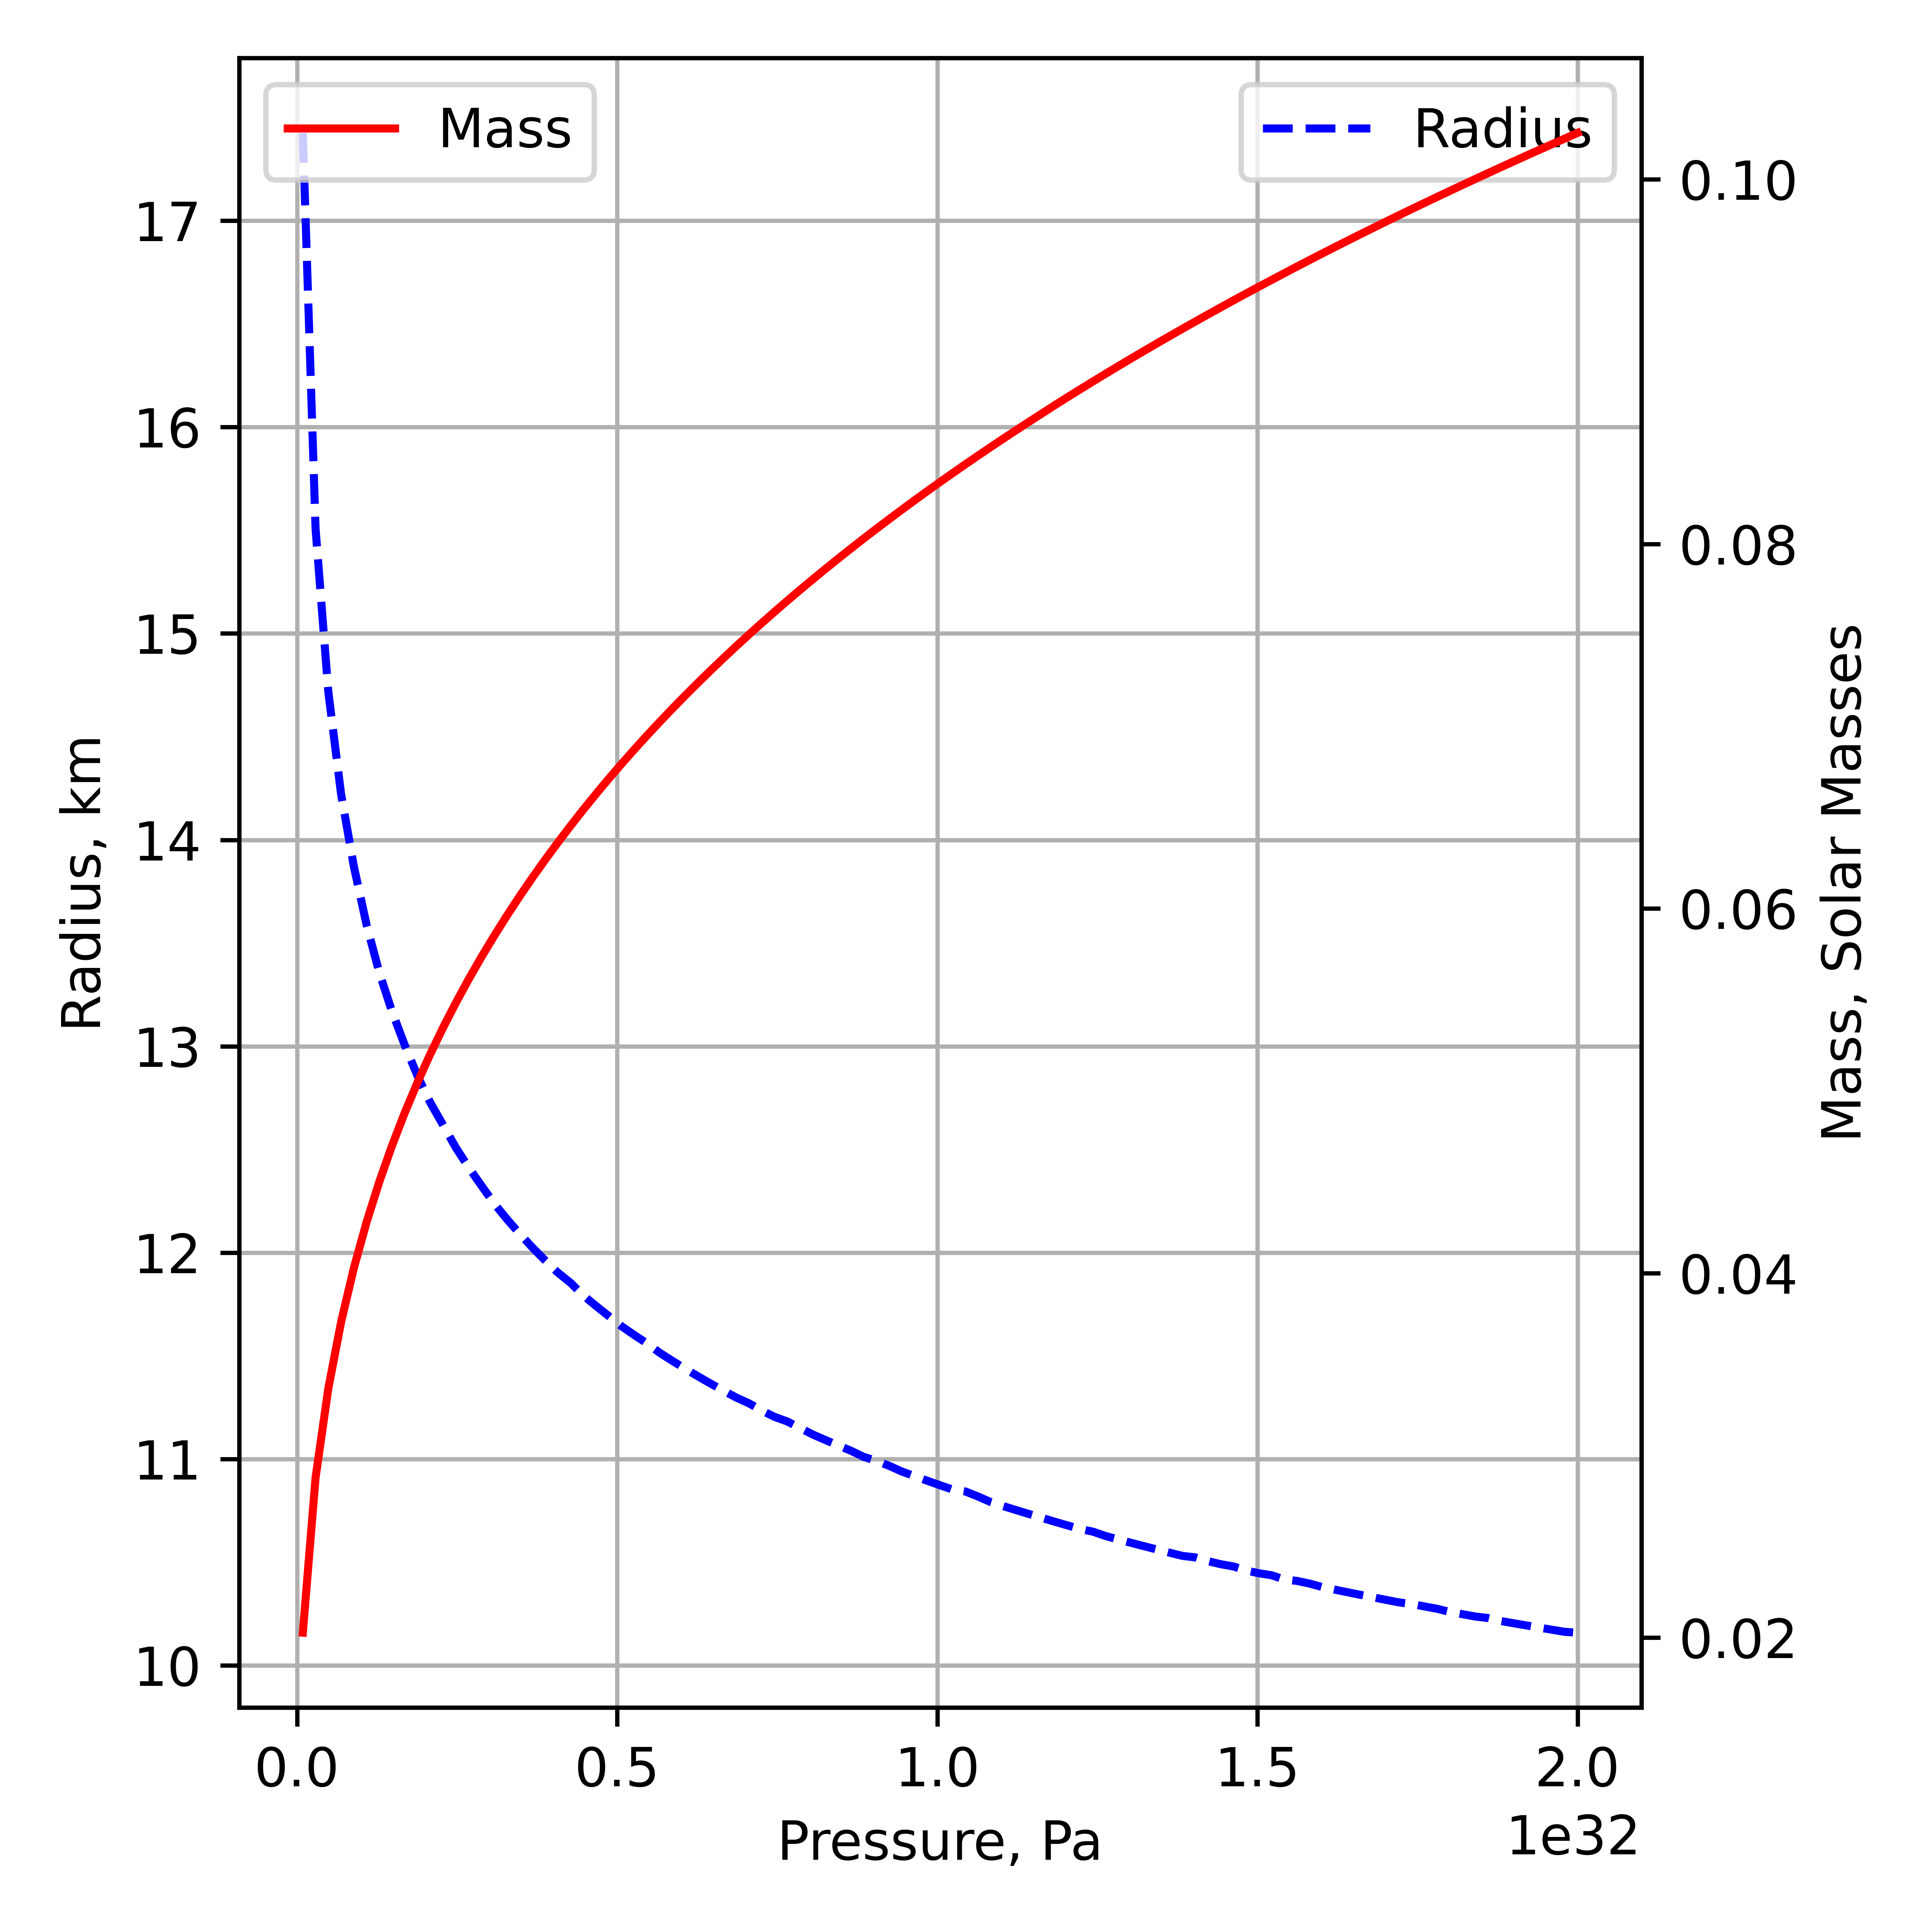 Mass
Radius
17
16
15
14
13
12
11
10
Radius, km
0.10
0.08
0.06
0.04
0.02
Mass, Solar Masses
0.0 0.5 1.0 1.5 2.0
1e32
Pressure, Pa